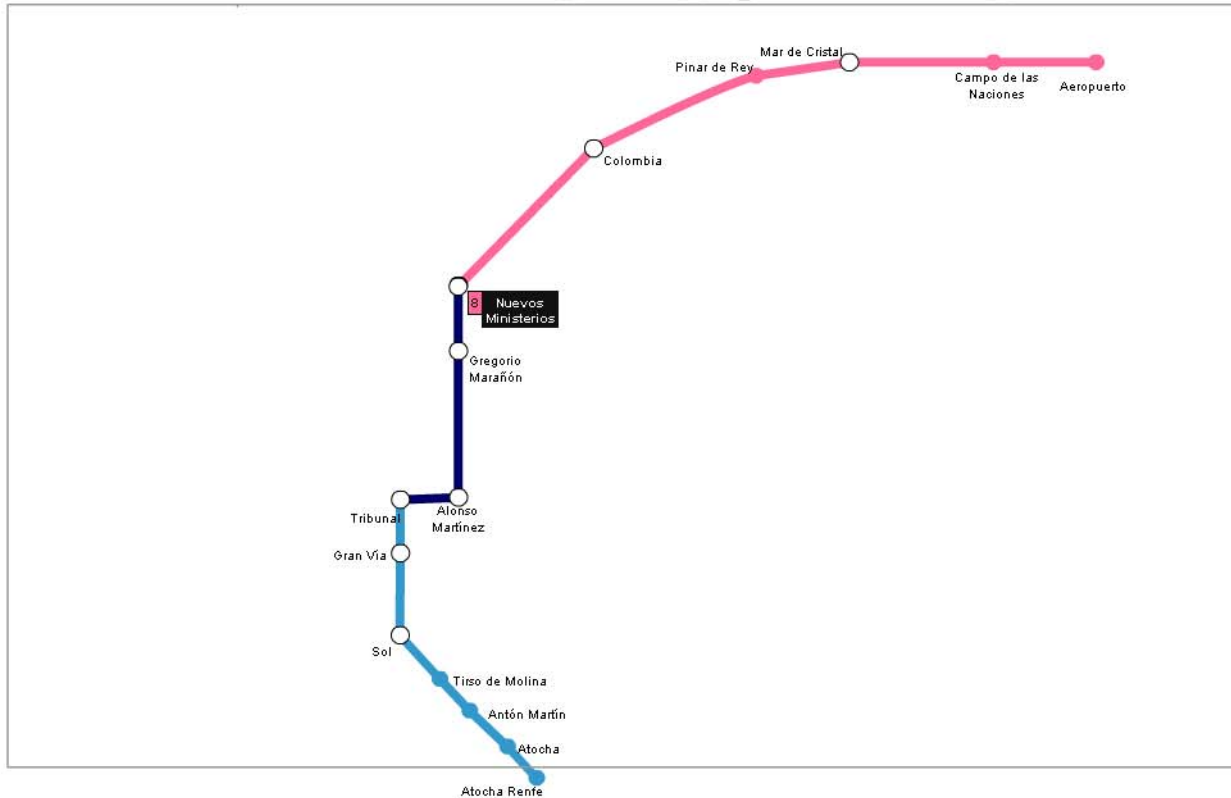 Mar de Cristal
Pinar de Rey
Campo de las
Naciones
Aeropuerto
Colombia
8
Nuevos
Ministerios
Gregorio
Marañón
Tribunal
Alonso
Martínez
Gran Vía
Sol
Tirso de Molina
Antón Martín
Atocha
Atocha Renfe